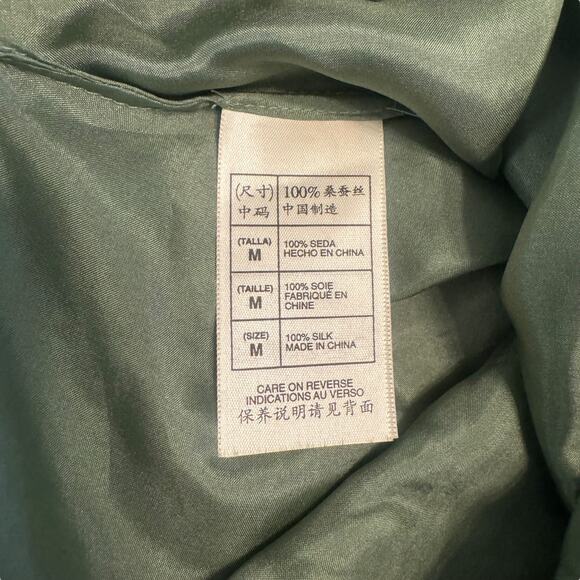 (尺寸) 100% 桑蚕丝
中码 中国制造
(TALLA) 100% SEDA
M HECHO EN CHINA
(TAILLE) 100% SOIE
M FABRIQUÉ EN
CHINE
(SIZE) 100% SILK
M MADE IN CHINA
CARE ON REVERSE
INDICATIONS AU VERSO
保养说明请见背面